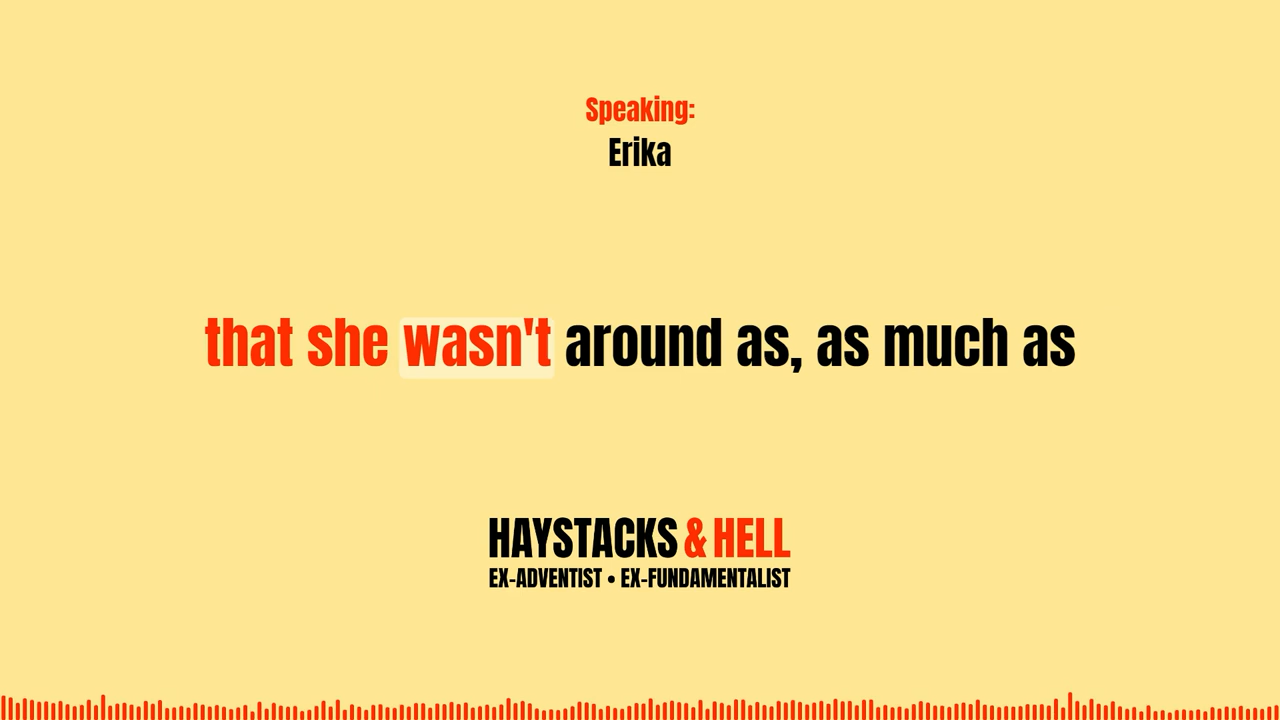 Speaking:
Erika
that she wasn't around as, as much as
HAYSTACKS & HELL
EX-ADVENTIST • EX-FUNDAMENTALIST